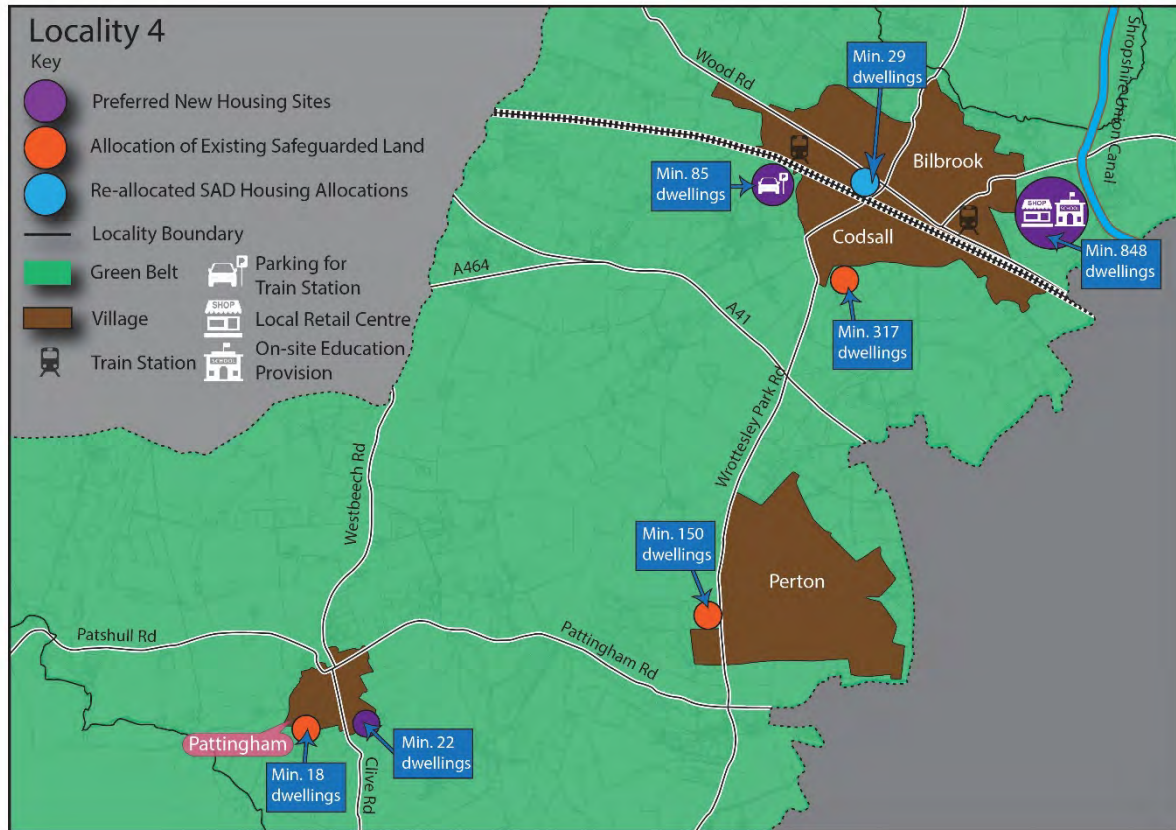 Locality 4
Key
Preferred New Housing Sites
Allocation of Existing Safeguarded Land
Re-allocated SAD Housing Allocations
Locality Boundary
Green Belt
Parking for
Train Station
P
SHOP
Local Retail Centre
Village
Train Station
SCHOOL
On-site Education
Provision
Wood Rd
Min. 29
dwellings
Shropshire Union Canal
Bilbrook
Min. 85
dwellings
P
SHOP
SCHOOL
Min. 848
dwellings
Codsall
A464
A41
Min. 317
dwellings
Wrottesley Park Rd
Westbeech Rd
Min. 150
dwellings
Perton
Patshull Rd
Pattingham Rd
Pattingham
Min. 18
dwellings
Min. 22
dwellings
Clive Rd